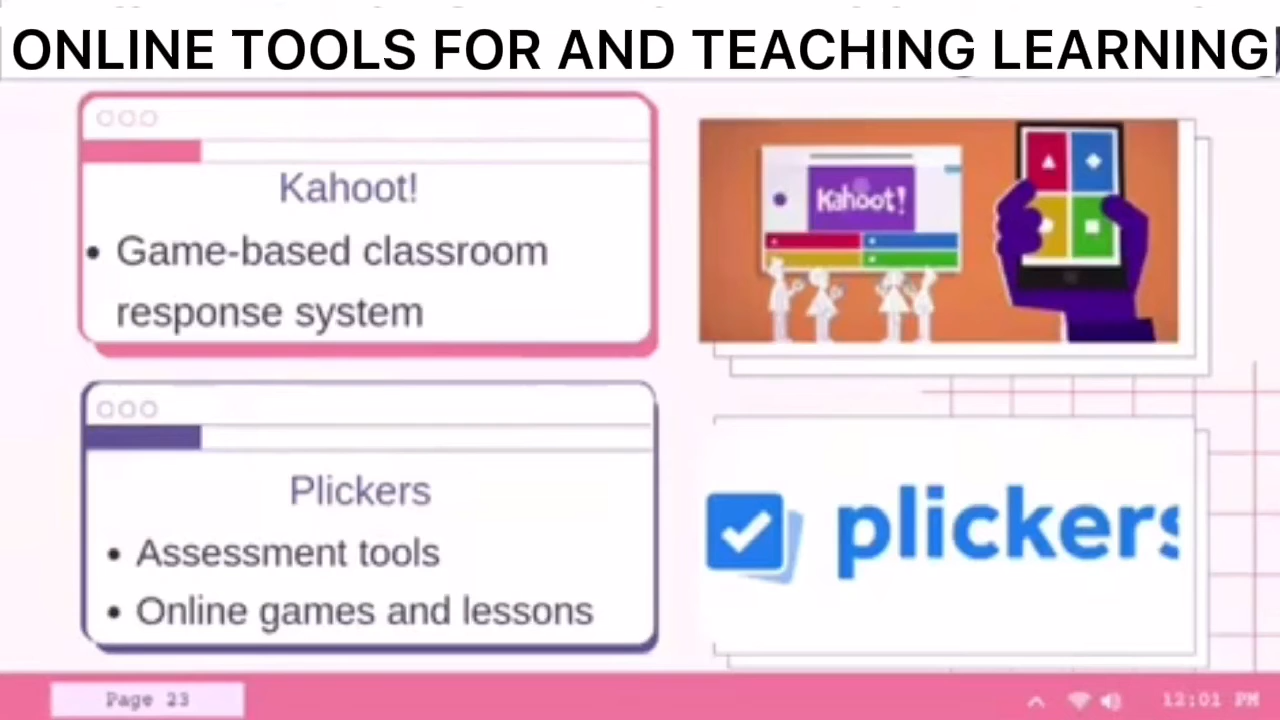 ONLINE TOOLS FOR AND TEACHING LEARNING
Kahoot!
• Game-based classroom
response system
Kahoot!
Plickers
• Assessment tools
• Online games and lessons
plickers
Page 23
12:01 PM